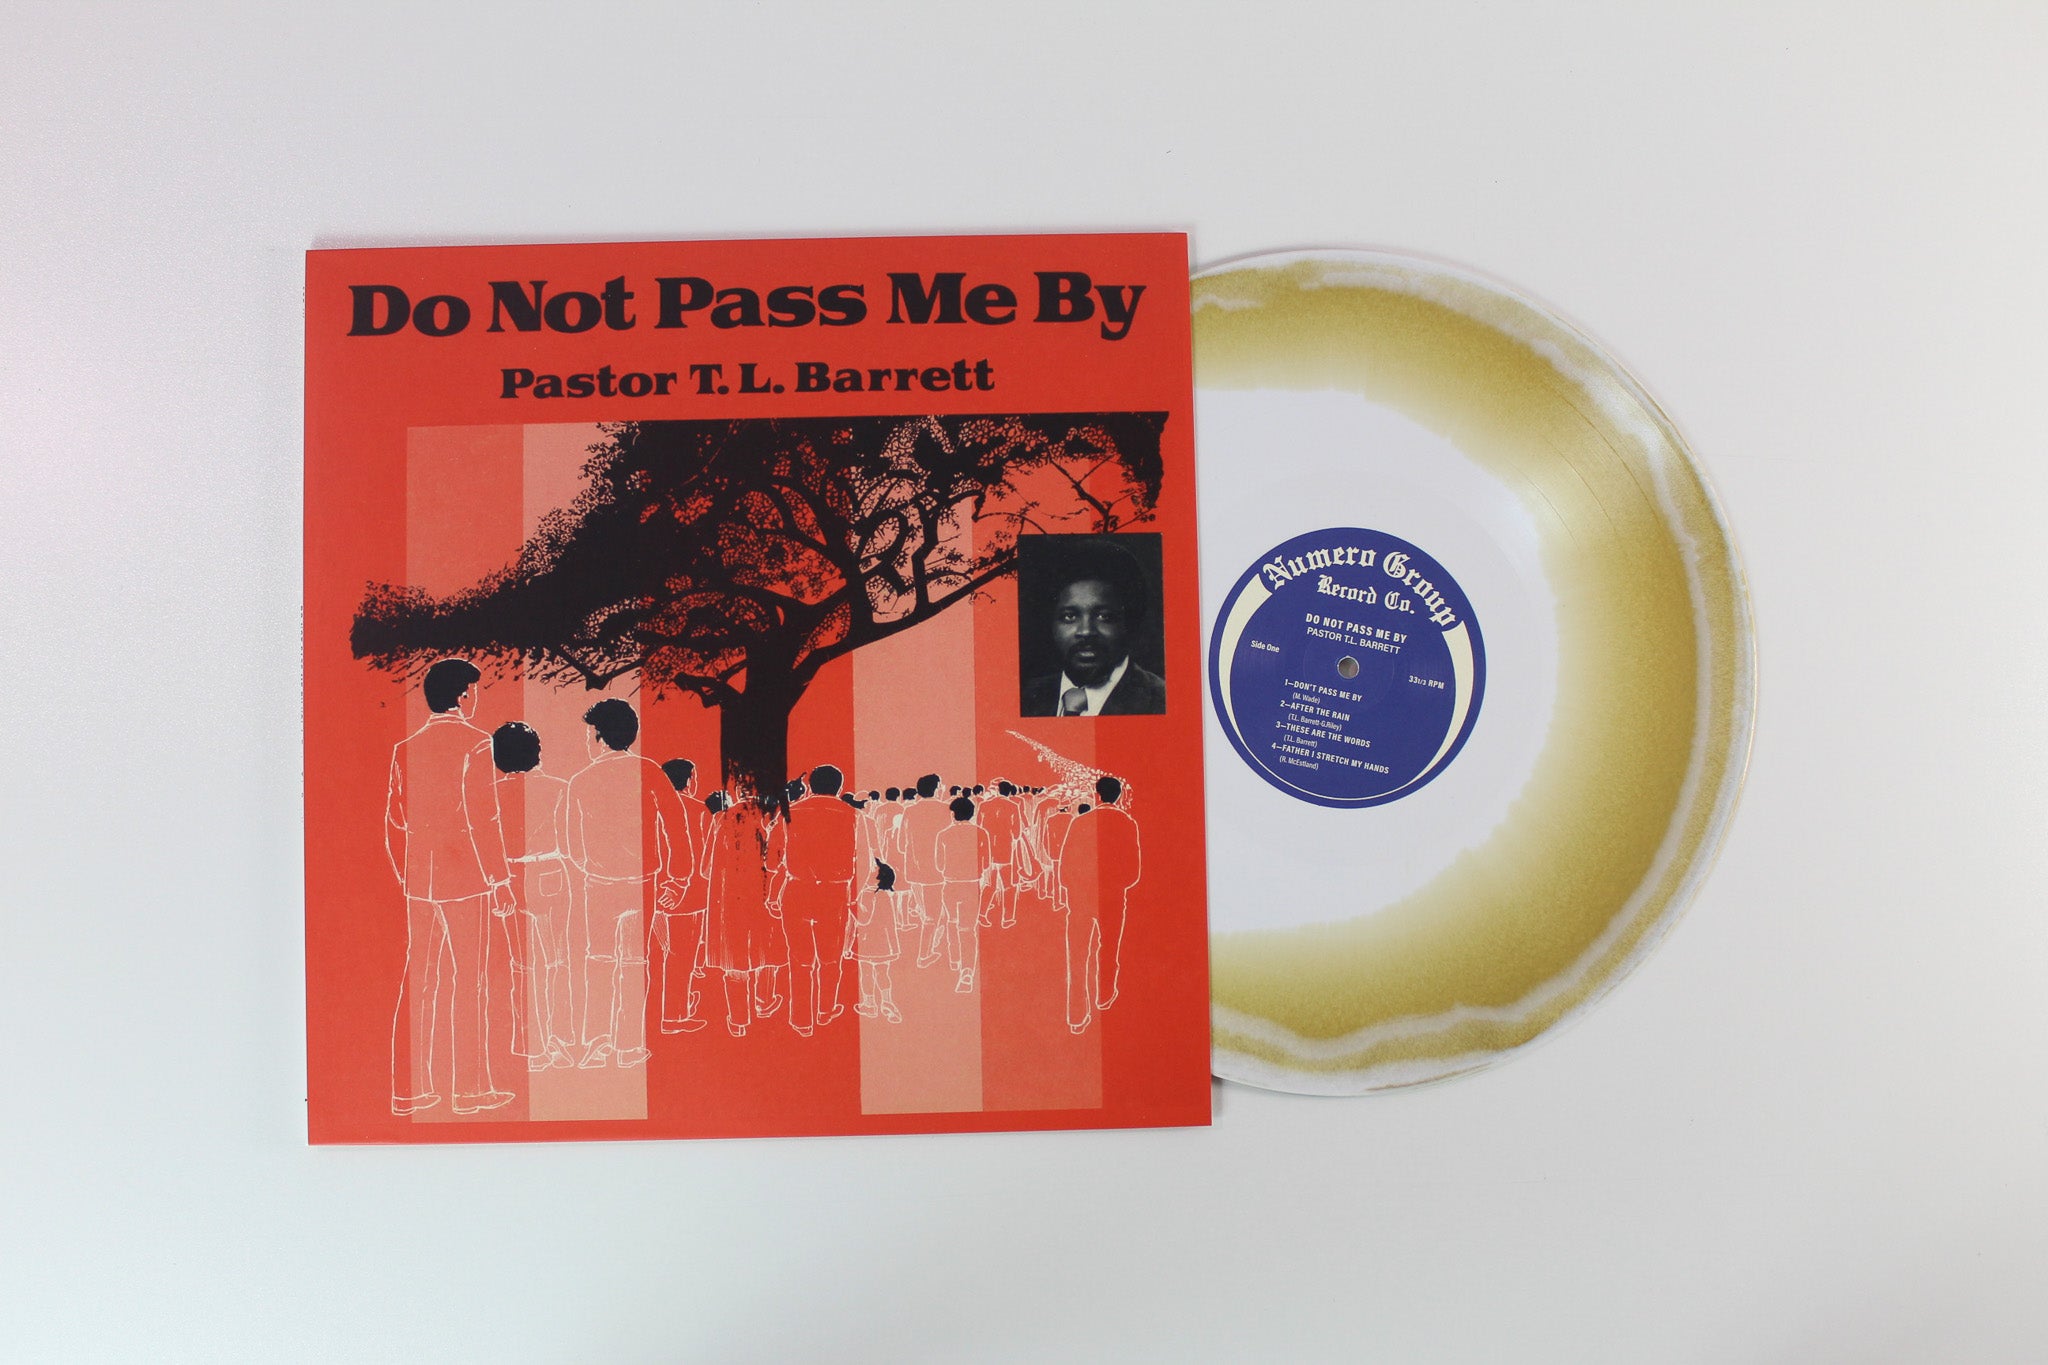 Do Not Pass Me By
Pastor T. L. Barrett
Numero Group
Record Co.
DO NOT PASS ME BY
PASTOR T.L. BARRETT
Side One
33 1/3 RPM
1—DON'T PASS ME BY
(M. Wade)
2—AFTER THE RAIN
(T.L. Barrett-G.Riley)
3—THESE ARE THE WORDS
(T.L. Barrett)
4—FATHER I STRETCH MY HANDS
(R. McEstland)